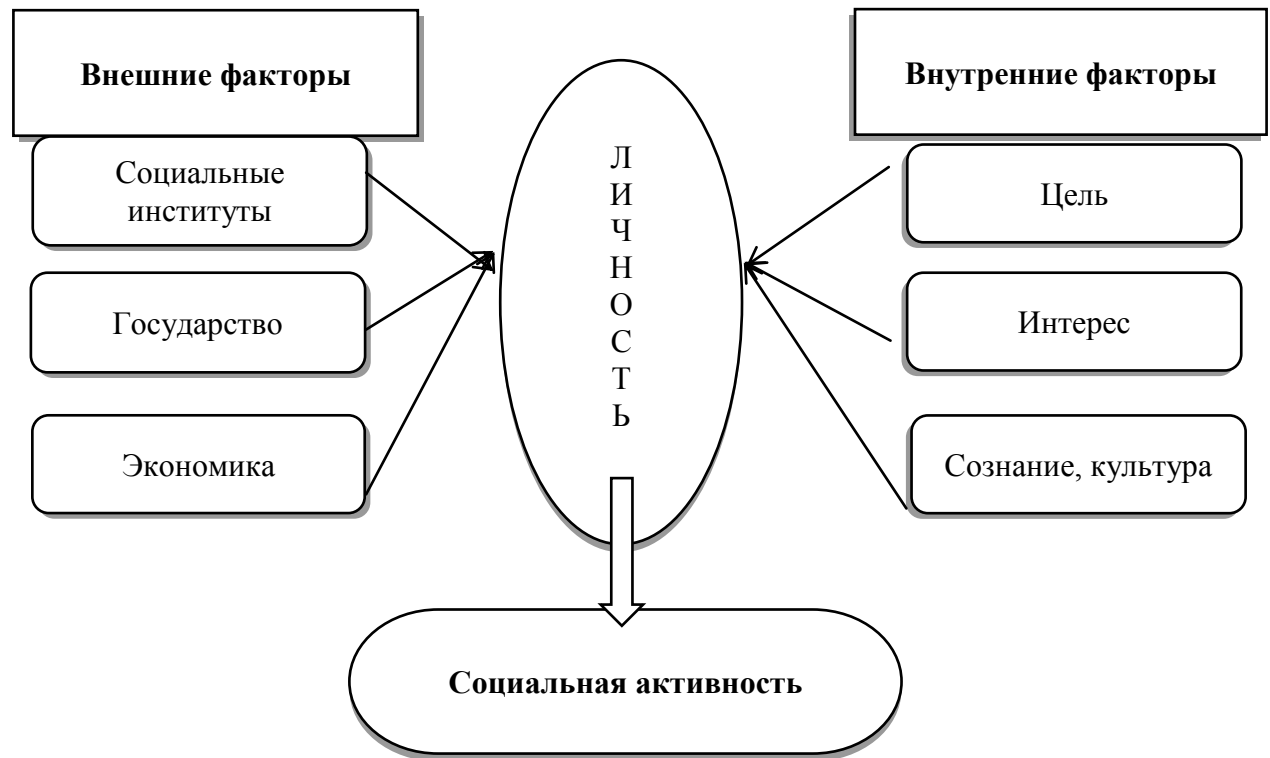 Внешние факторы
Социальные
институты
Государство
Экономика
Л
И
Ч
Н
О
С
Т
Ь
Внутренние факторы
Цель
Интерес
Сознание, культура
Социальная активность